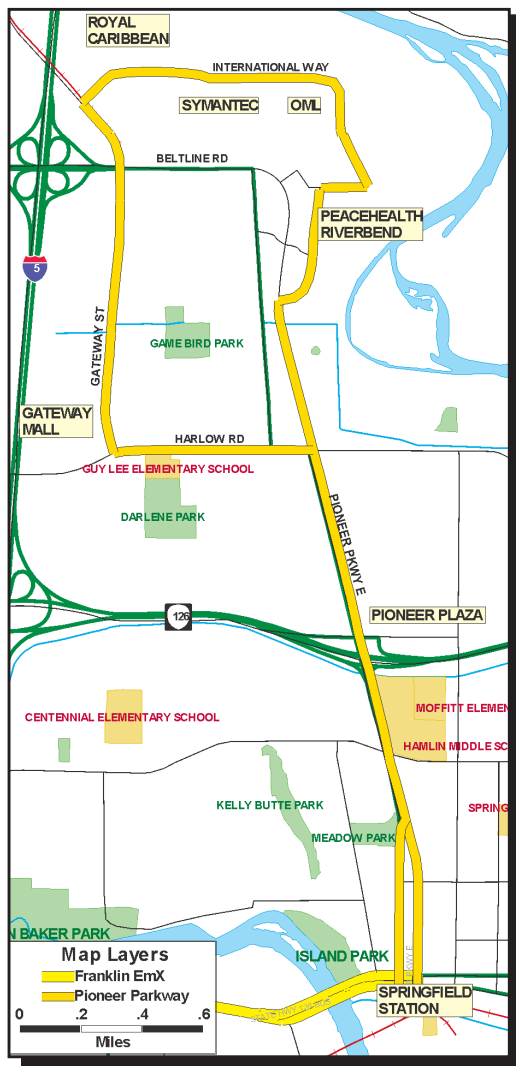 ROYAL
CARIBBEAN
INTERNATIONAL WAY
SYMANTEC
OML
BELTLINE RD
PEACEHEALTH
RIVERBEND
5
GATEWAY ST
GAME BIRD PARK
GATEWAY
MALL
HARLOW RD
GUY LEE ELEMENTARY SCHOOL
DARLENE PARK
PIONEER PKWY E
126
PIONEER PLAZA
CENTENNIAL ELEMENTARY SCHOOL
MOFFITT ELEMEN
HAMLIN MIDDLE SC
KELLY BUTTE PARK
SPRING
MEADOW PARK
N BAKER PARK
ISLAND PARK
PKWY E
Map Layers
Franklin EmX
Pioneer Parkway
0 .2 .4 .6
Miles
SPRINGFIELD
STATION